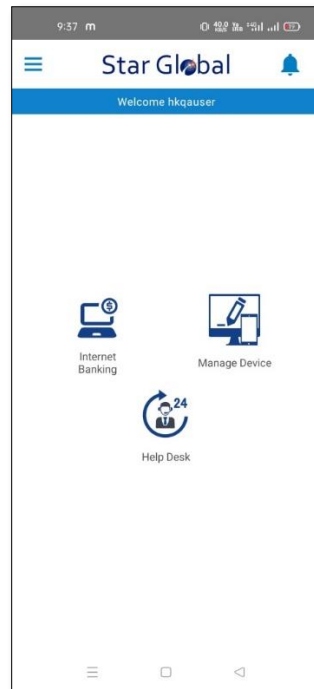 9:37 m
Star Global
Welcome hkqauser
$
Internet
Banking
Manage Device
24
Help Desk